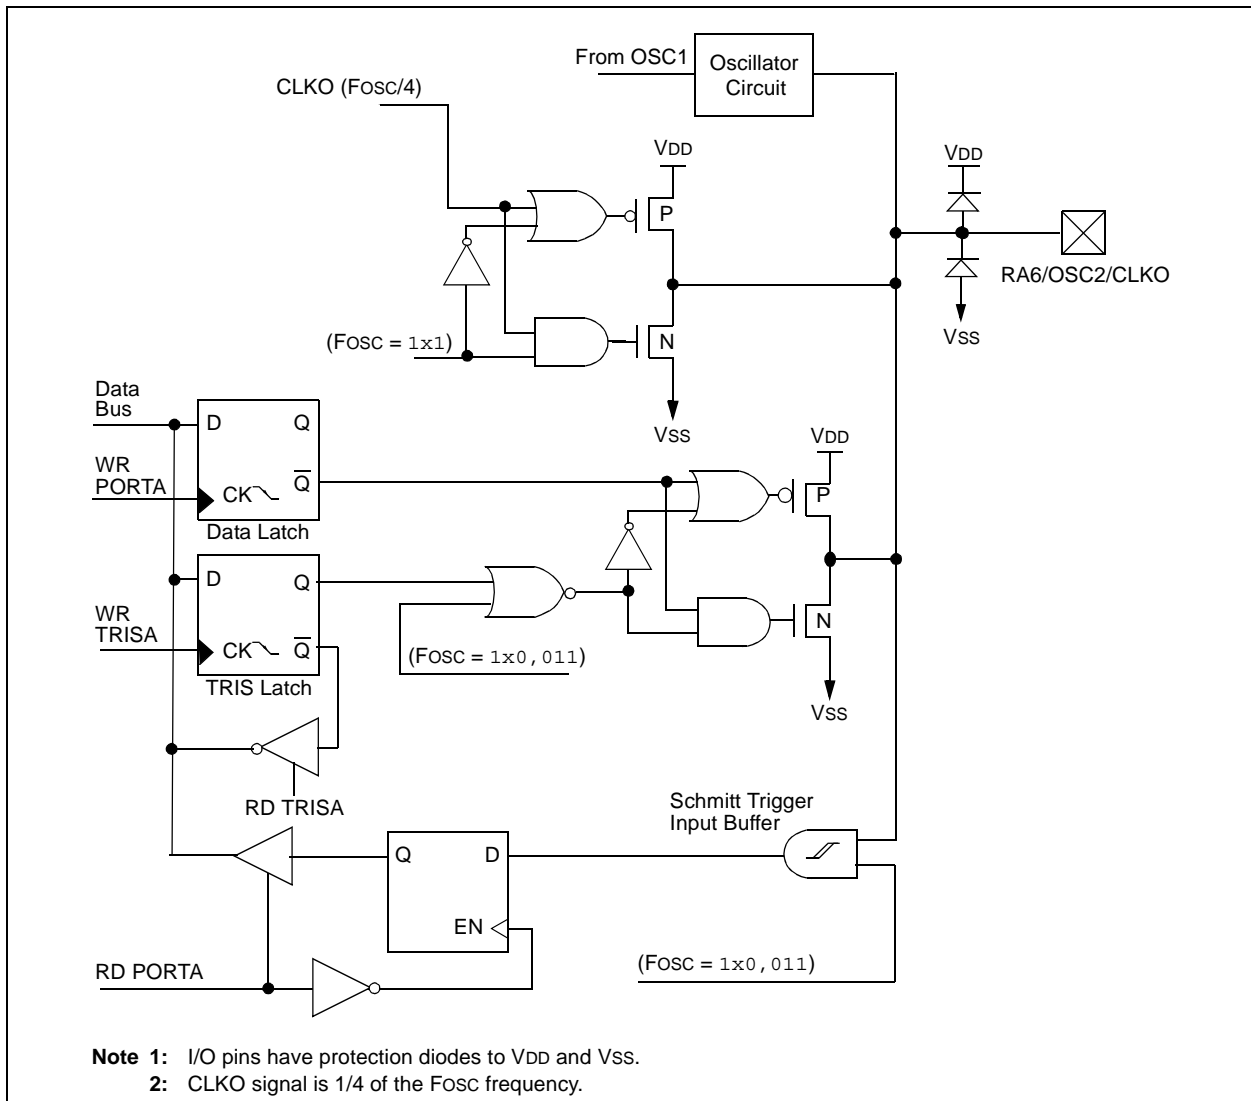 From OSC1
Oscillator
Circuit
CLKO (FOSC/4)
VDD
P
VDD
RA6/OSC2/CLKO
VSS
(FOSC = 1x1)
N
VSS
Data
Bus
D
Q
WR
PORTA
CK
Q
Data Latch
VDD
P
D
Q
WR
TRISA
CK
Q
(FOSC = 1x0,011)
TRIS Latch
N
VSS
RD TRISA
Schmitt Trigger
Input Buffer
Q
D
EN
RD PORTA
(FOSC = 1x0,011)
Note 1: I/O pins have protection diodes to VDD and VSS.
2: CLKO signal is 1/4 of the FOSC frequency.